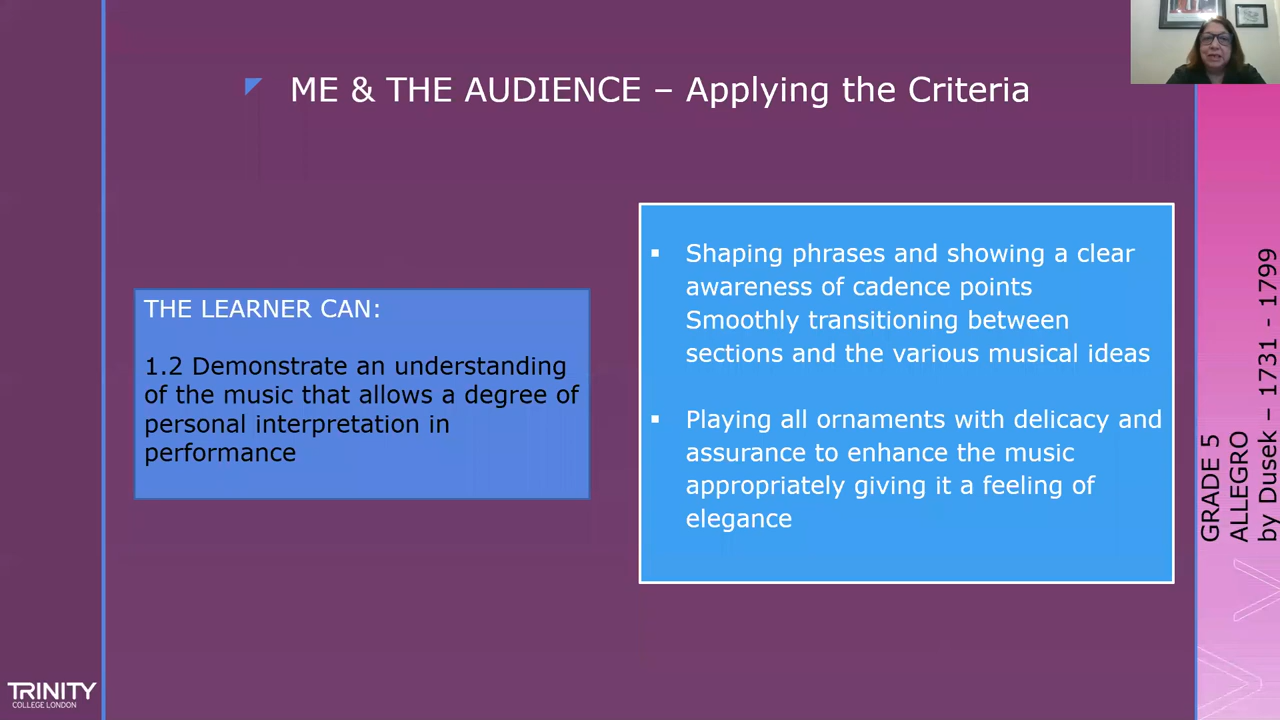 ME & THE AUDIENCE – Applying the Criteria
THE LEARNER CAN:
1.2 Demonstrate an understanding
of the music that allows a degree of
personal interpretation in
performance
▪ Shaping phrases and showing a clear
awareness of cadence points
Smoothly transitioning between
sections and the various musical ideas
▪ Playing all ornaments with delicacy and
assurance to enhance the music
appropriately giving it a feeling of
elegance
GRADE 5
ALLEGRO
by Dusek – 1731 - 1799
TRINITY
COLLEGE LONDON